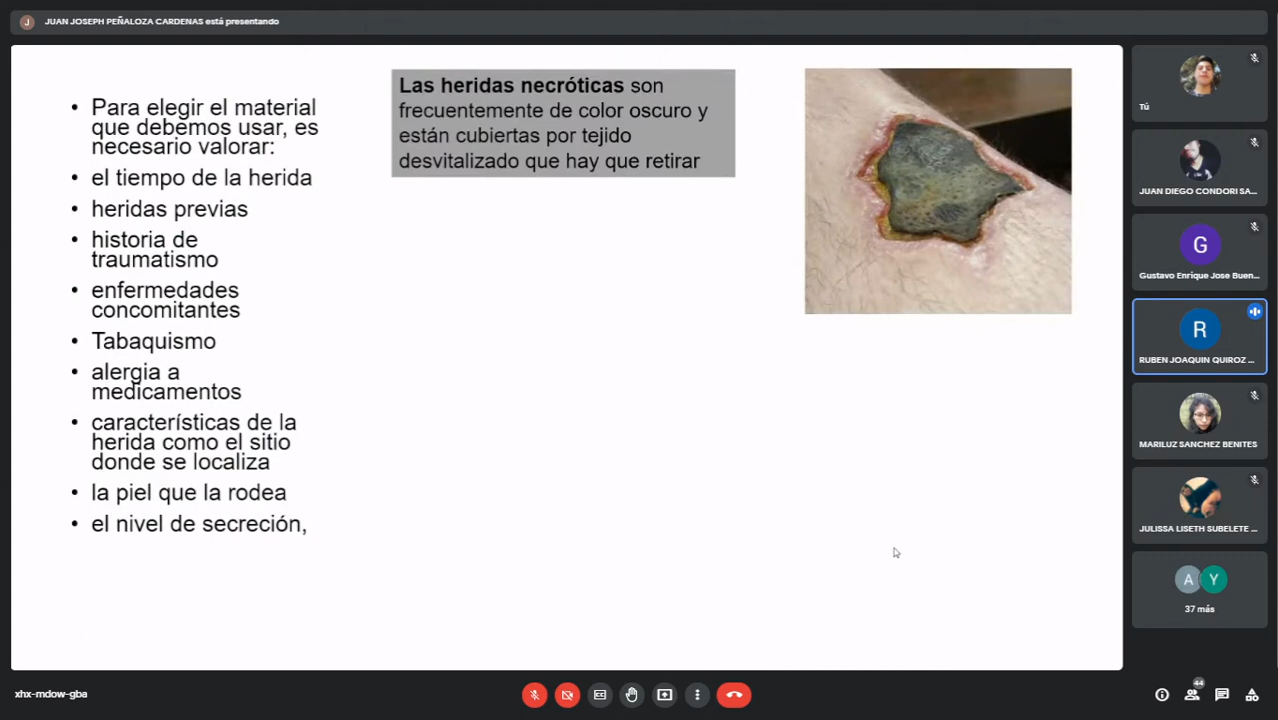 J
JUAN JOSEPH PEÑALOZA CARDENAS está presentando
• Para elegir el material
que debemos usar, es
necesario valorar:
• el tiempo de la herida
• heridas previas
• historia de
traumatismo
• enfermedades
concomitantes
• Tabaquismo
• alergia a
medicamentos
• características de la
herida como el sitio
donde se localiza
• la piel que la rodea
• el nivel de secreción,
Las heridas necróticas son
frecuentemente de color oscuro y
están cubiertas por tejido
desvitalizado que hay que retirar
Tú
JUAN DIEGO CONDORI SA...
G
Gustavo Enrique Jose Buen...
R
RUBEN JOAQUIN QUIROZ ...
MARILUZ SANCHEZ BENITES
JULISSA LISETH SUBELETE ...
A Y
37 más
xhx-mdow-gba
44